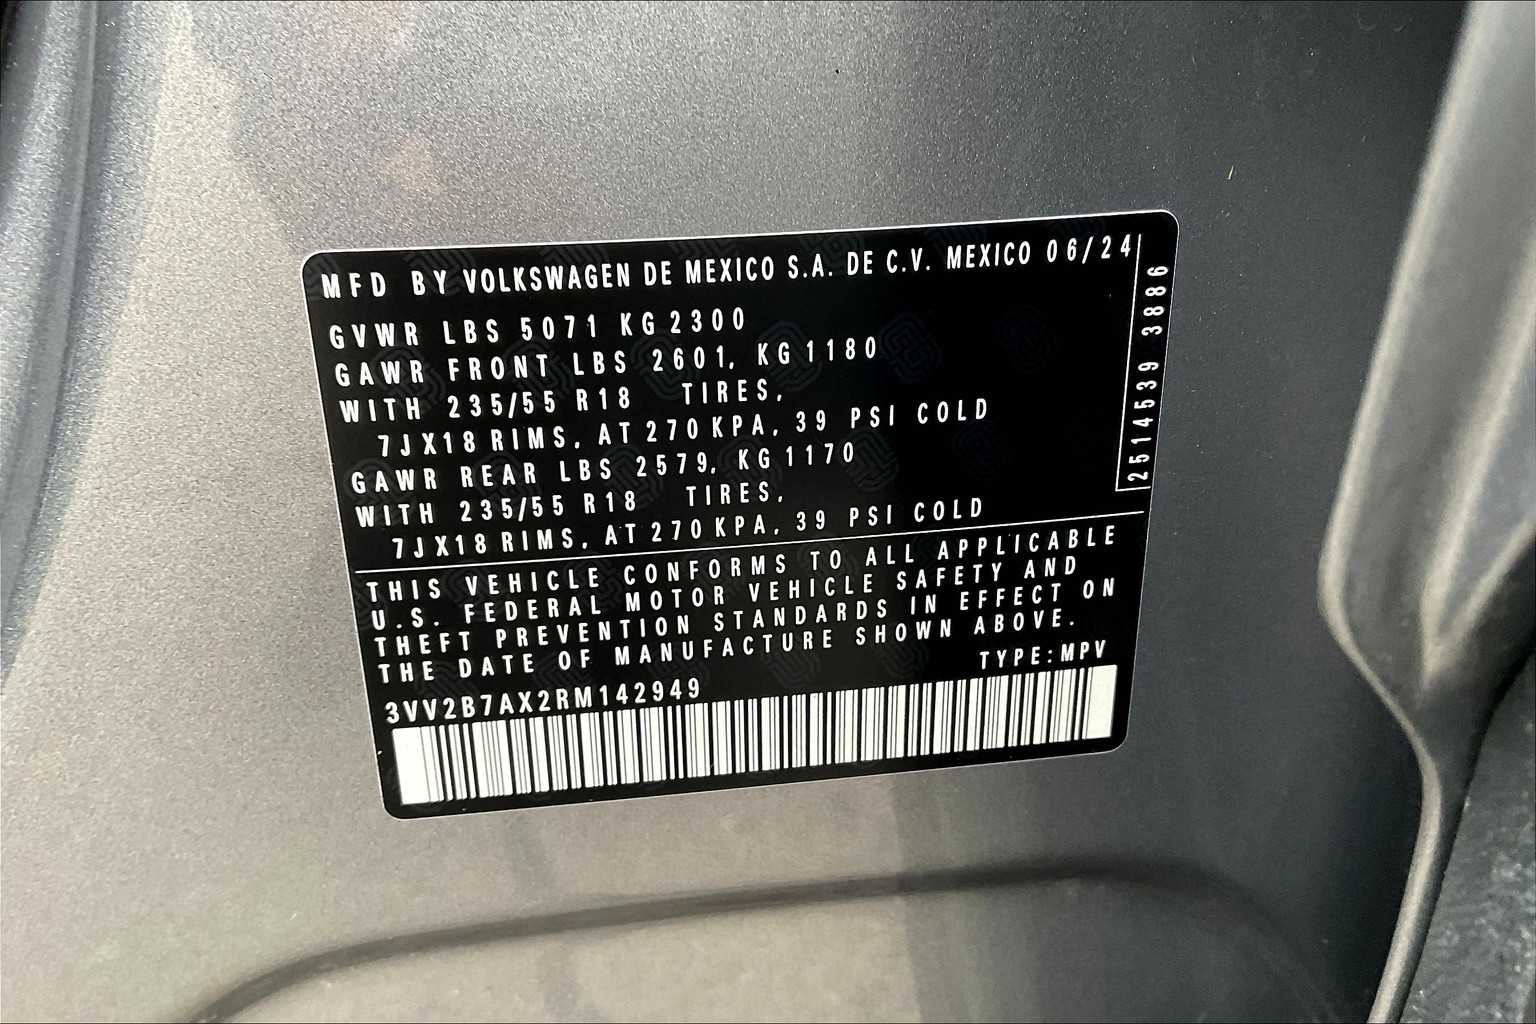 MFD BY VOLKSWAGEN DE MEXICO S.A. DE C.V. MEXICO 06/24
GVWR LBS 5071 KG 2300
GAWR FRONT LBS 2601, KG 1180
WITH 235/55 R18 TIRES,
7JX18 RIMS, AT 270 KPA, 39 PSI COLD
GAWR REAR LBS 2579, KG 1170
WITH 235/55 R18 TIRES,
7JX18 RIMS, AT 270 KPA, 39 PSI COLD
2514539 3886
THIS VEHICLE CONFORMS TO ALL APPLICABLE
U.S. FEDERAL MOTOR VEHICLE SAFETY AND
THEFT PREVENTION STANDARDS IN EFFECT ON
THE DATE OF MANUFACTURE SHOWN ABOVE.
TYPE:MPV
3VV2B7AX2RM142949